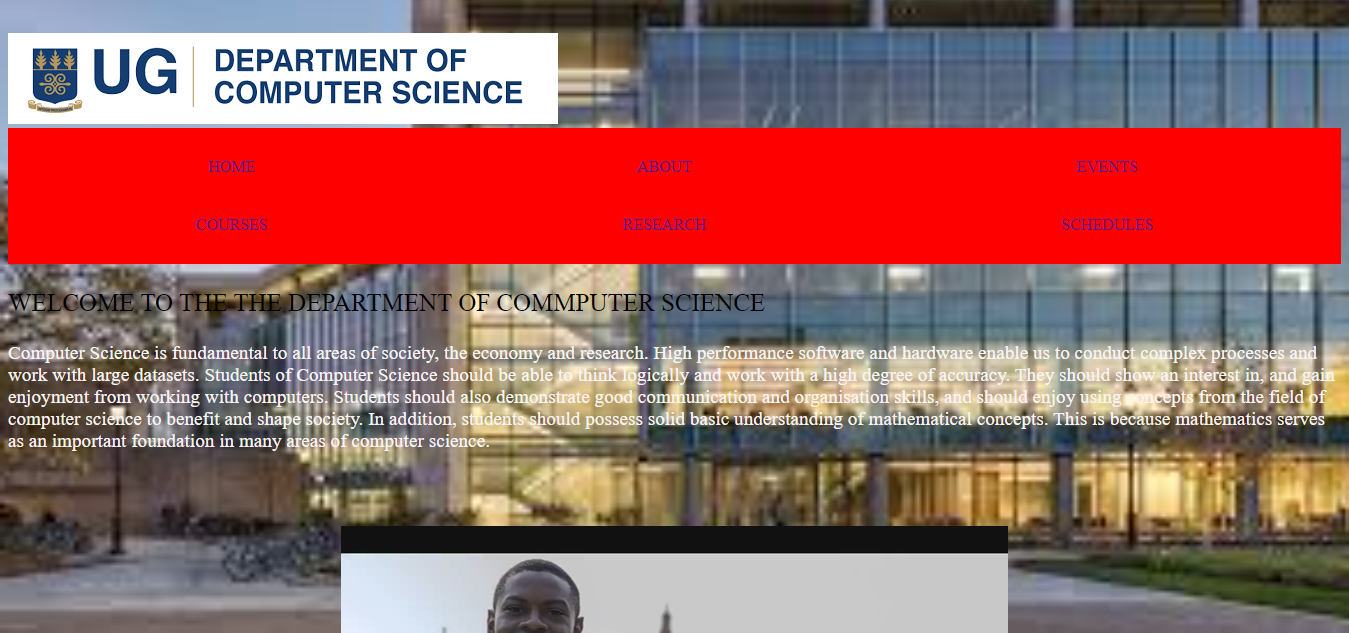 UG
DEPARTMENT OF
COMPUTER SCIENCE
HOME ABOUT EVENTS
COURSES RESEARCH SCHEDULES
WELCOME TO THE THE DEPARTMENT OF COMMPUTER SCIENCE
Computer Science is fundamental to all areas of society, the economy and research. High performance software and hardware enable us to conduct complex processes and
work with large datasets. Students of Computer Science should be able to think logically and work with a high degree of accuracy. They should show an interest in, and gain
enjoyment from working with computers. Students should also demonstrate good communication and organisation skills, and should enjoy using concepts from the field of
computer science to benefit and shape society. In addition, students should possess solid basic understanding of mathematical concepts. This is because mathematics serves
as an important foundation in many areas of computer science.